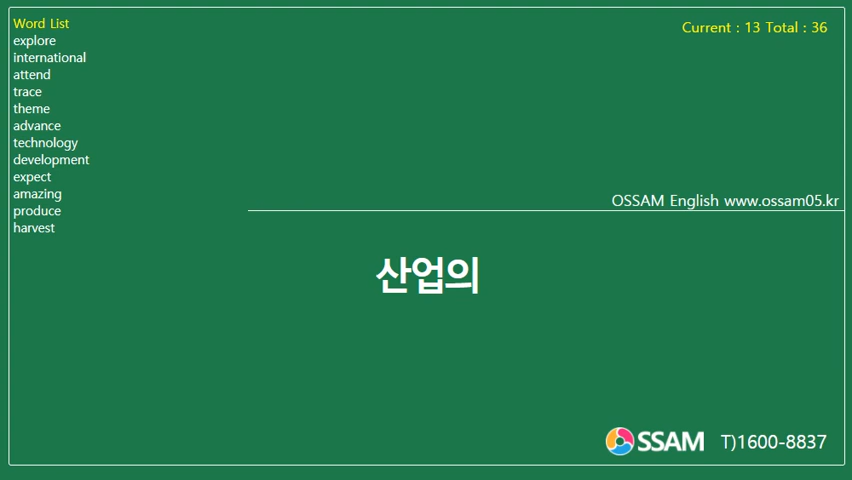 Word List
explore
international
attend
trace
theme
advance
technology
development
expect
amazing
produce
harvest
Current : 13 Total : 36
OSSAM English www.ossam05.kr
산업의
OSSAM T)1600-8837